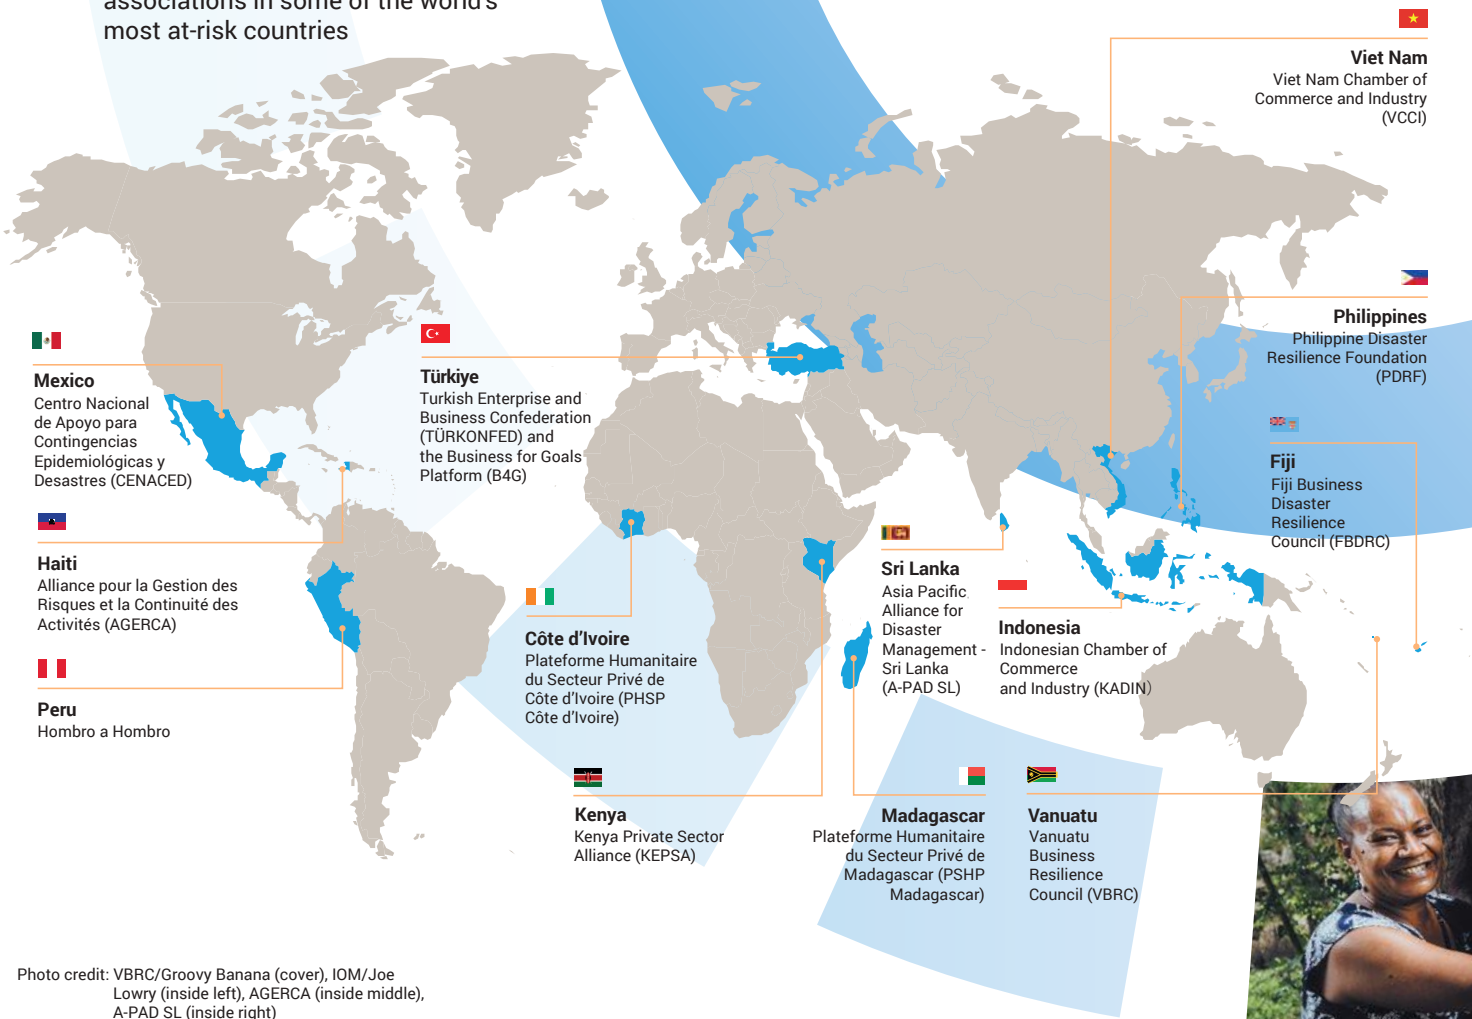 associations in some of the world's
most at-risk countries
Viet Nam
Viet Nam Chamber of
Commerce and Industry
(VCCI)
Philippines
Philippine Disaster
Resilience Foundation
(PDRF)
Mexico
Centro Nacional
de Apoyo para
Contingencias
Epidemiológicas y
Desastres (CENACED)
Türkiye
Turkish Enterprise and
Business Confederation
(TÜRKONFED) and
the Business for Goals
Platform (B4G)
Fiji
Fiji Business
Disaster
Resilience
Council (FBDRC)
Haiti
Alliance pour la Gestion des
Risques et la Continuité des
Activités (AGERCA)
Sri Lanka
Asia Pacific
Alliance for
Disaster
Management -
Sri Lanka
(A-PAD SL)
Indonesia
Indonesian Chamber of
Commerce
and Industry (KADIN)
Côte d'Ivoire
Plateforme Humanitaire
du Secteur Privé de
Côte d'Ivoire (PHSP
Côte d'Ivoire)
Peru
Hombro a Hombro
Kenya
Kenya Private Sector
Alliance (KEPSA)
Madagascar
Plateforme Humanitaire
du Secteur Privé de
Madagascar (PSHP
Madagascar)
Vanuatu
Vanuatu
Business
Resilience
Council (VBRC)
Photo credit: VBRC/Groovy Banana (cover), IOM/Joe
Lowry (inside left), AGERCA (inside middle),
A-PAD SL (inside right)